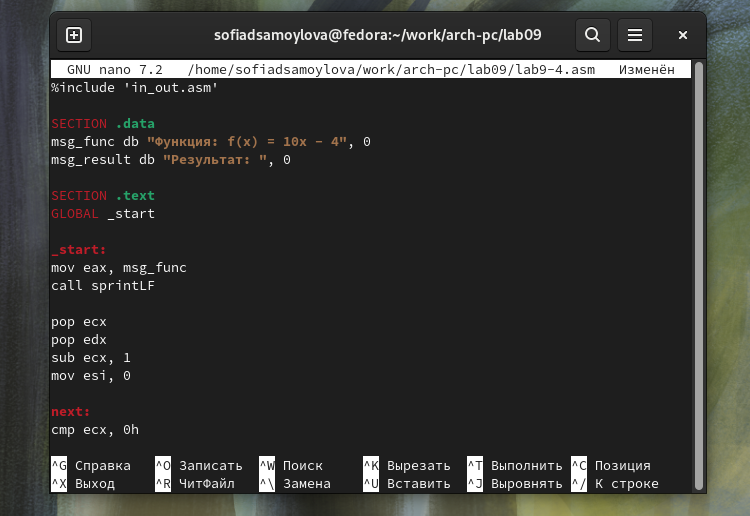 sofiadsamoylova@fedora:~/work/arch-pc/lab09
GNU nano 7.2 /home/sofiadsamoylova/work/arch-pc/lab09/lab9-4.asm Изменён
%include 'in_out.asm'
SECTION .data
msg_func db "Функция: f(x) = 10x - 4", 0
msg_result db "Результат: ", 0
SECTION .text
GLOBAL _start
_start:
mov eax, msg_func
call sprintLF
pop ecx
pop edx
sub ecx, 1
mov esi, 0
next:
cmp ecx, 0h
^G Справка ^O Записать ^W Поиск ^K Вырезать ^T Выполнить ^C Позиция
^X Выход ^R ЧитФайл ^\ Замена ^U Вставить ^J Выровнять ^/ К строке